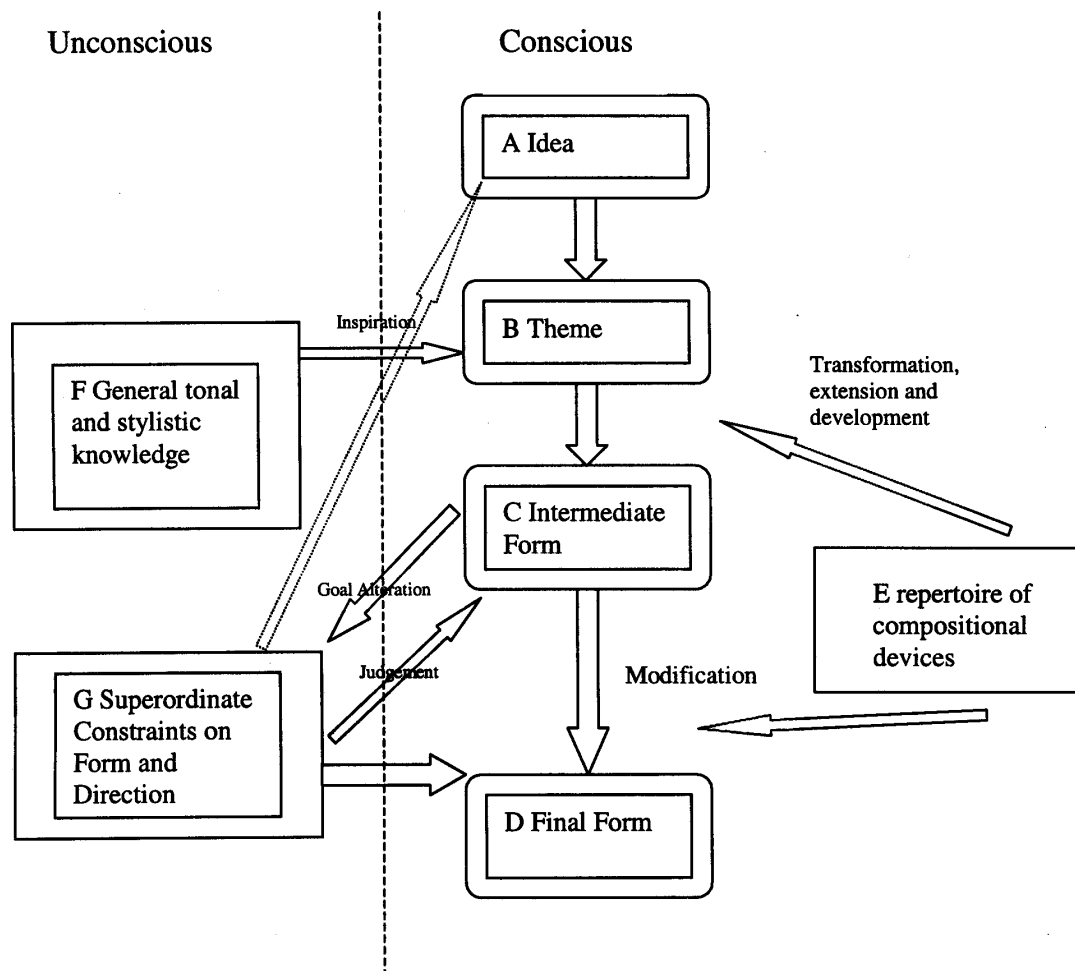 Unconscious
Conscious
A Idea
Inspiration
B Theme
F General tonal
and stylistic
knowledge
Transformation,
extension and
development
C Intermediate
Form
Goal Alteration
Judgement
E repertoire of
compositional
devices
Modification
G Superordinate
Constraints on
Form and
Direction
D Final Form